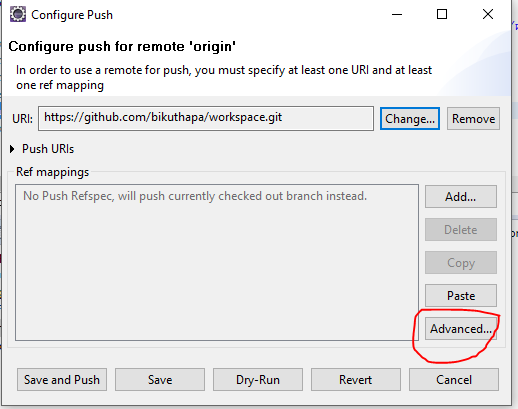 Configure Push
Configure push for remote 'origin'
In order to use a remote for push, you must specify at least one URI and at least
one ref mapping
URI: https://github.com/bikuthapa/workspace.git Change... Remove
Push URIs
Ref mappings
No Push Refspec, will push currently checked out branch instead.
Add...
Delete
Copy
Paste
Advanced...
Save and Push Save Dry-Run Revert Cancel